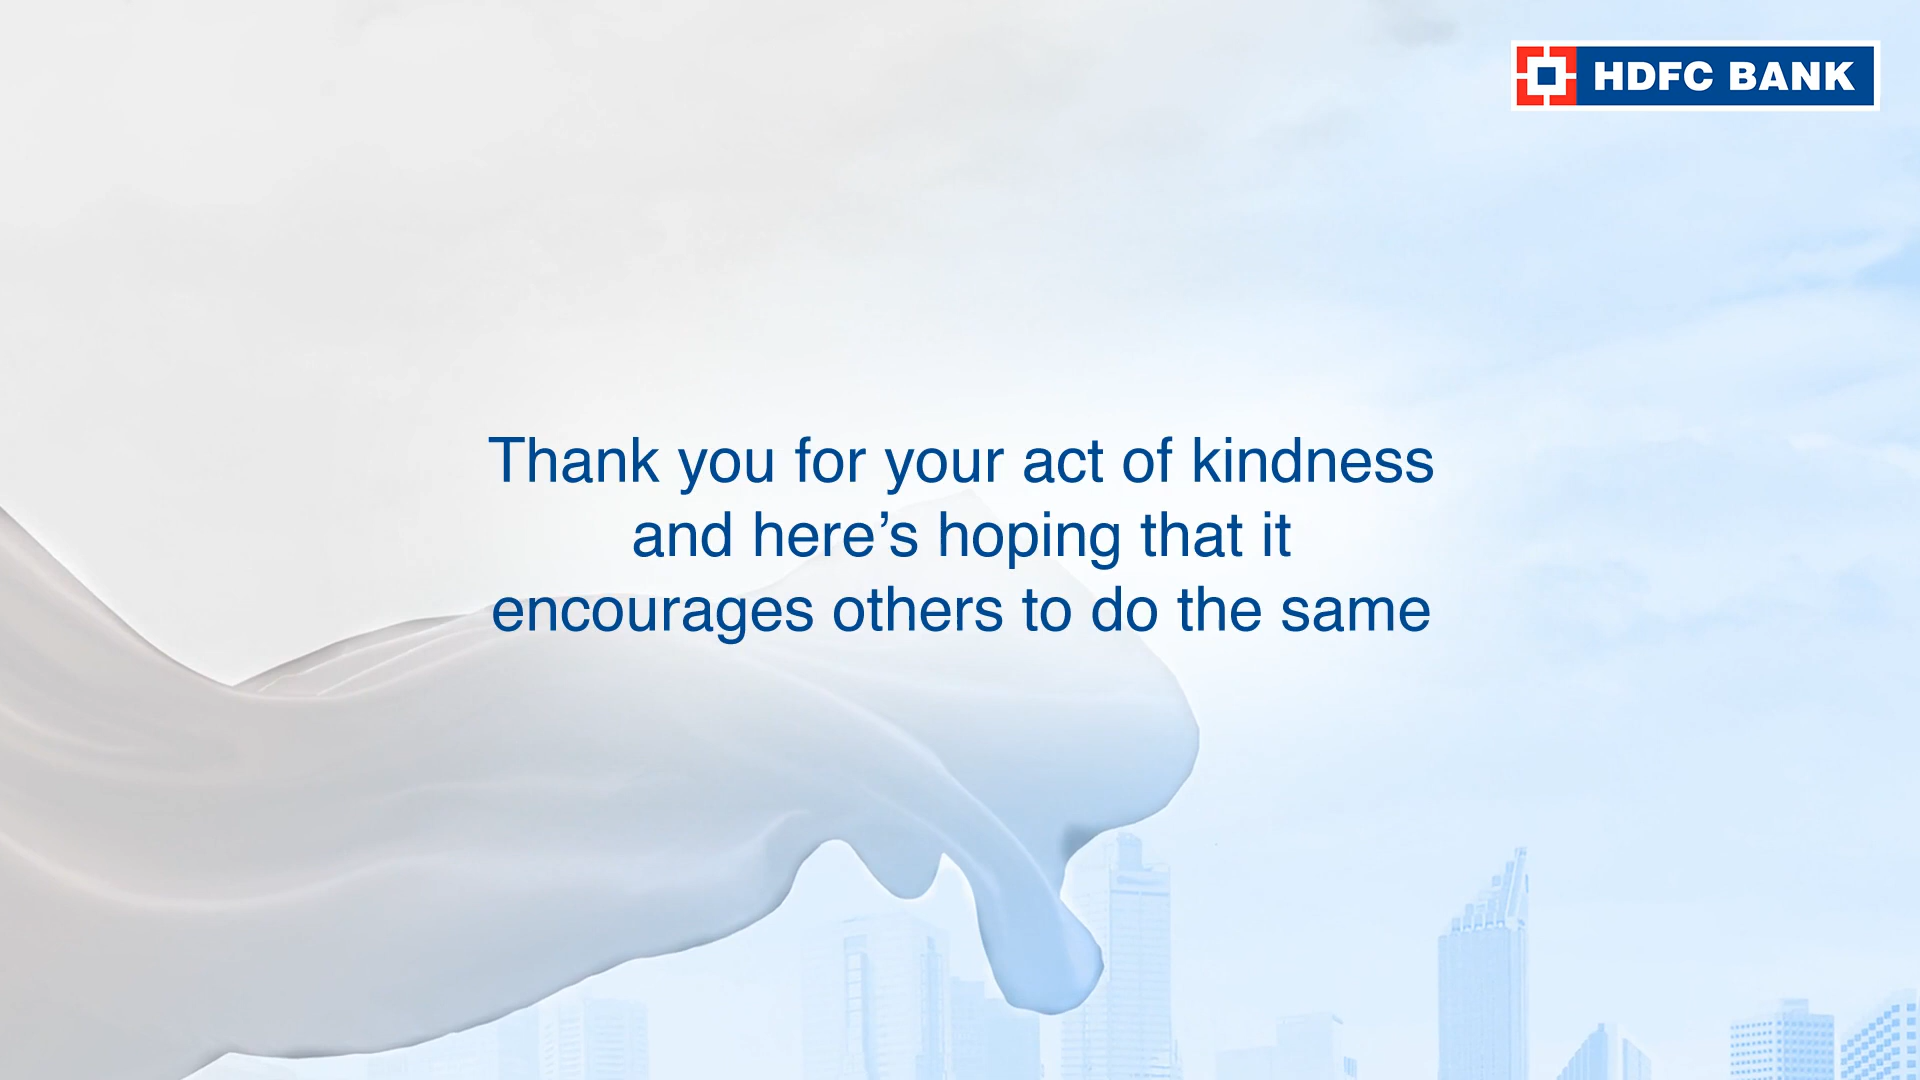 HDFC BANK
Thank you for your act of kindness
and here’s hoping that it
encourages others to do the same